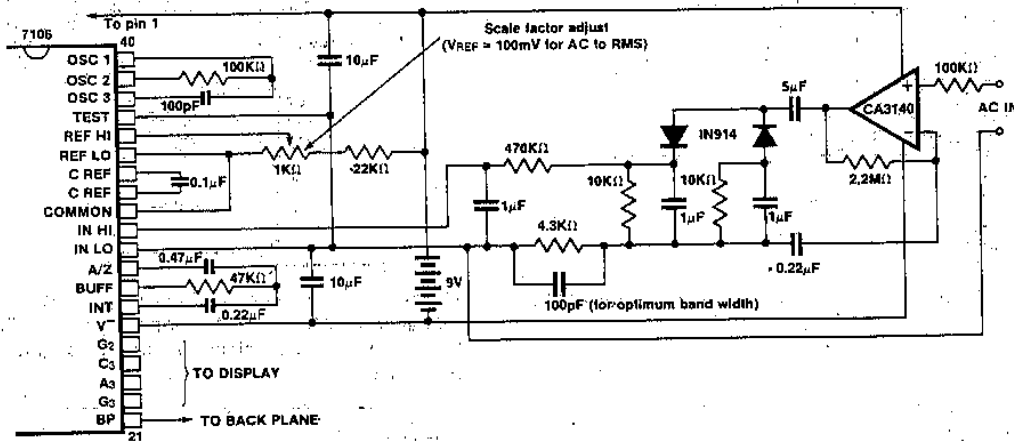 To pin 1
7106
40
OSC 1
OSC 2
OSC 3
TEST
REF HI
REF LO
C REF
C REF
COMMON
IN HI
IN LO
A/Z
BUFF
INT
V−
G2
C3
A3
G3
BP
21
100KΩ
100pF
10μF
Scale factor adjust
(VREF = 100mV for AC to RMS)
1KΩ
22KΩ
0.1μF
470KΩ
1μF
10KΩ
4.3KΩ
IN914
10KΩ
1μF
1μF
5μF
CA3140
+
−
100KΩ
AC IN
2.2MΩ
0.22μF
0.47μF
47KΩ
0.22μF
10μF
9V
100pF (for optimum band width)
TO DISPLAY
TO BACK PLANE